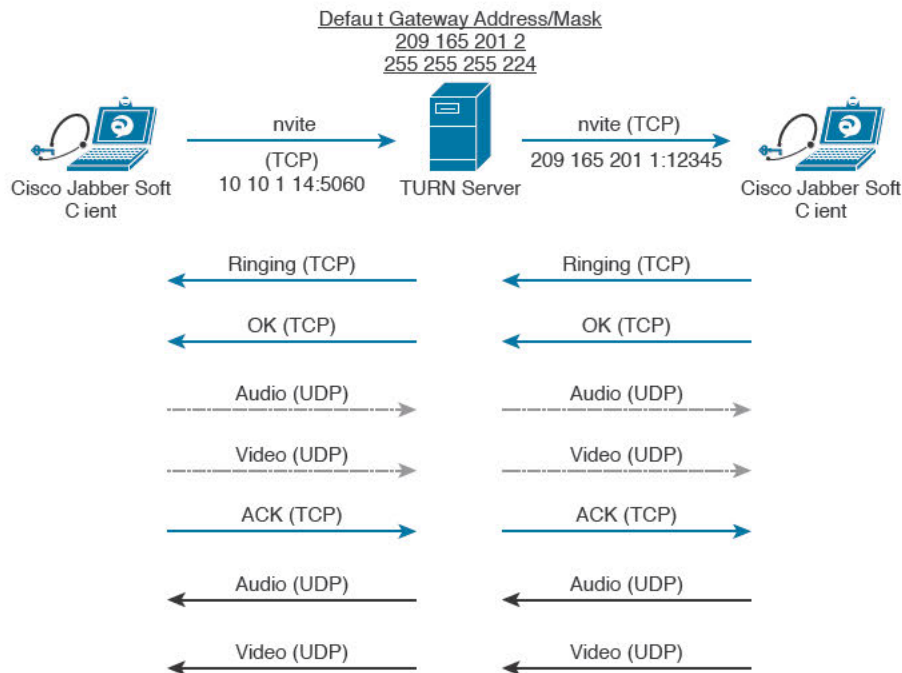 Defau t Gateway Address/Mask
209 165 201 2
255 255 255 224
nvite
(TCP)
10 10 1 14:5060
nvite (TCP)
209 165 201 1:12345
Cisco Jabber Soft
C ient
TURN Server
Cisco Jabber Soft
C ient
Ringing (TCP)
Ringing (TCP)
OK (TCP)
OK (TCP)
Audio (UDP)
Audio (UDP)
Video (UDP)
Video (UDP)
ACK (TCP)
ACK (TCP)
Audio (UDP)
Audio (UDP)
Video (UDP)
Video (UDP)